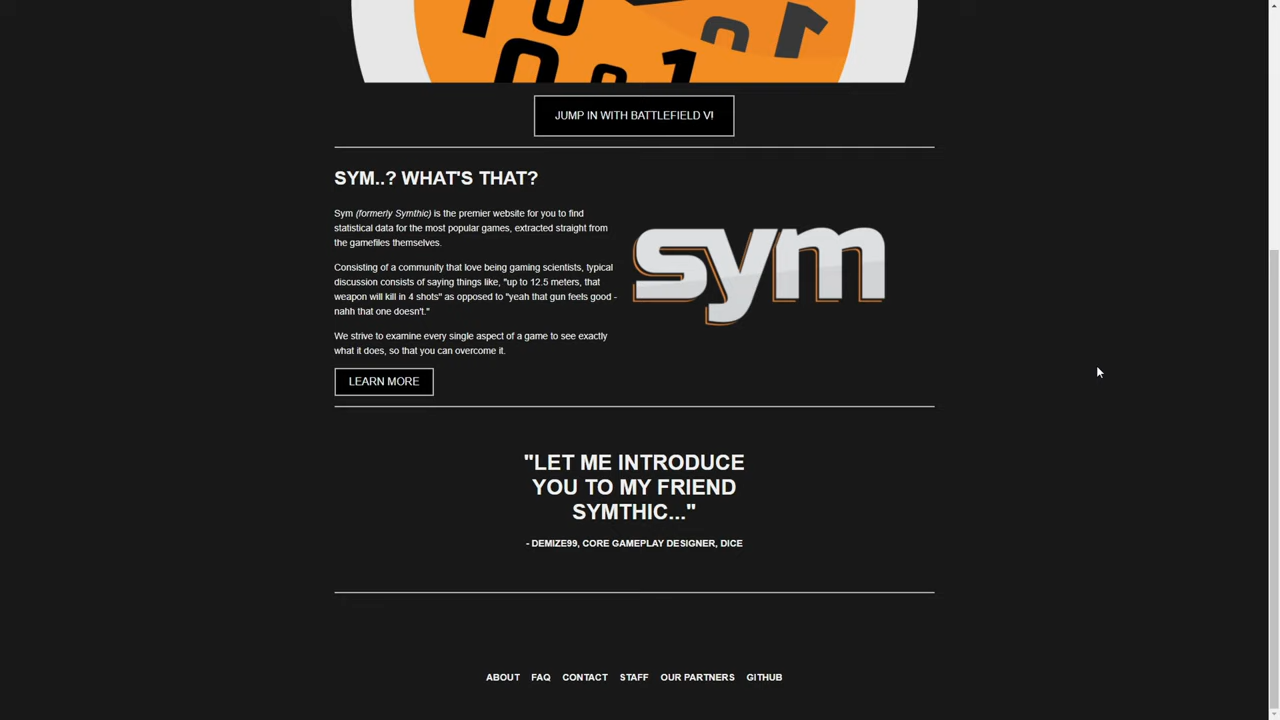 JUMP IN WITH BATTLEFIELD V!
SYM..? WHAT'S THAT?
Sym (formerly Symthic) is the premier website for you to find
statistical data for the most popular games, extracted straight from
the gamefiles themselves.
sym
Consisting of a community that love being gaming scientists, typical
discussion consists of saying things like, "up to 12.5 meters, that
weapon will kill in 4 shots" as opposed to "yeah that gun feels good -
nahh that one doesn't."
We strive to examine every single aspect of a game to see exactly
what it does, so that you can overcome it.
LEARN MORE
"LET ME INTRODUCE
YOU TO MY FRIEND
SYMTHIC..."
- DEMIZE99, CORE GAMEPLAY DESIGNER, DICE
ABOUT FAQ CONTACT STAFF OUR PARTNERS GITHUB